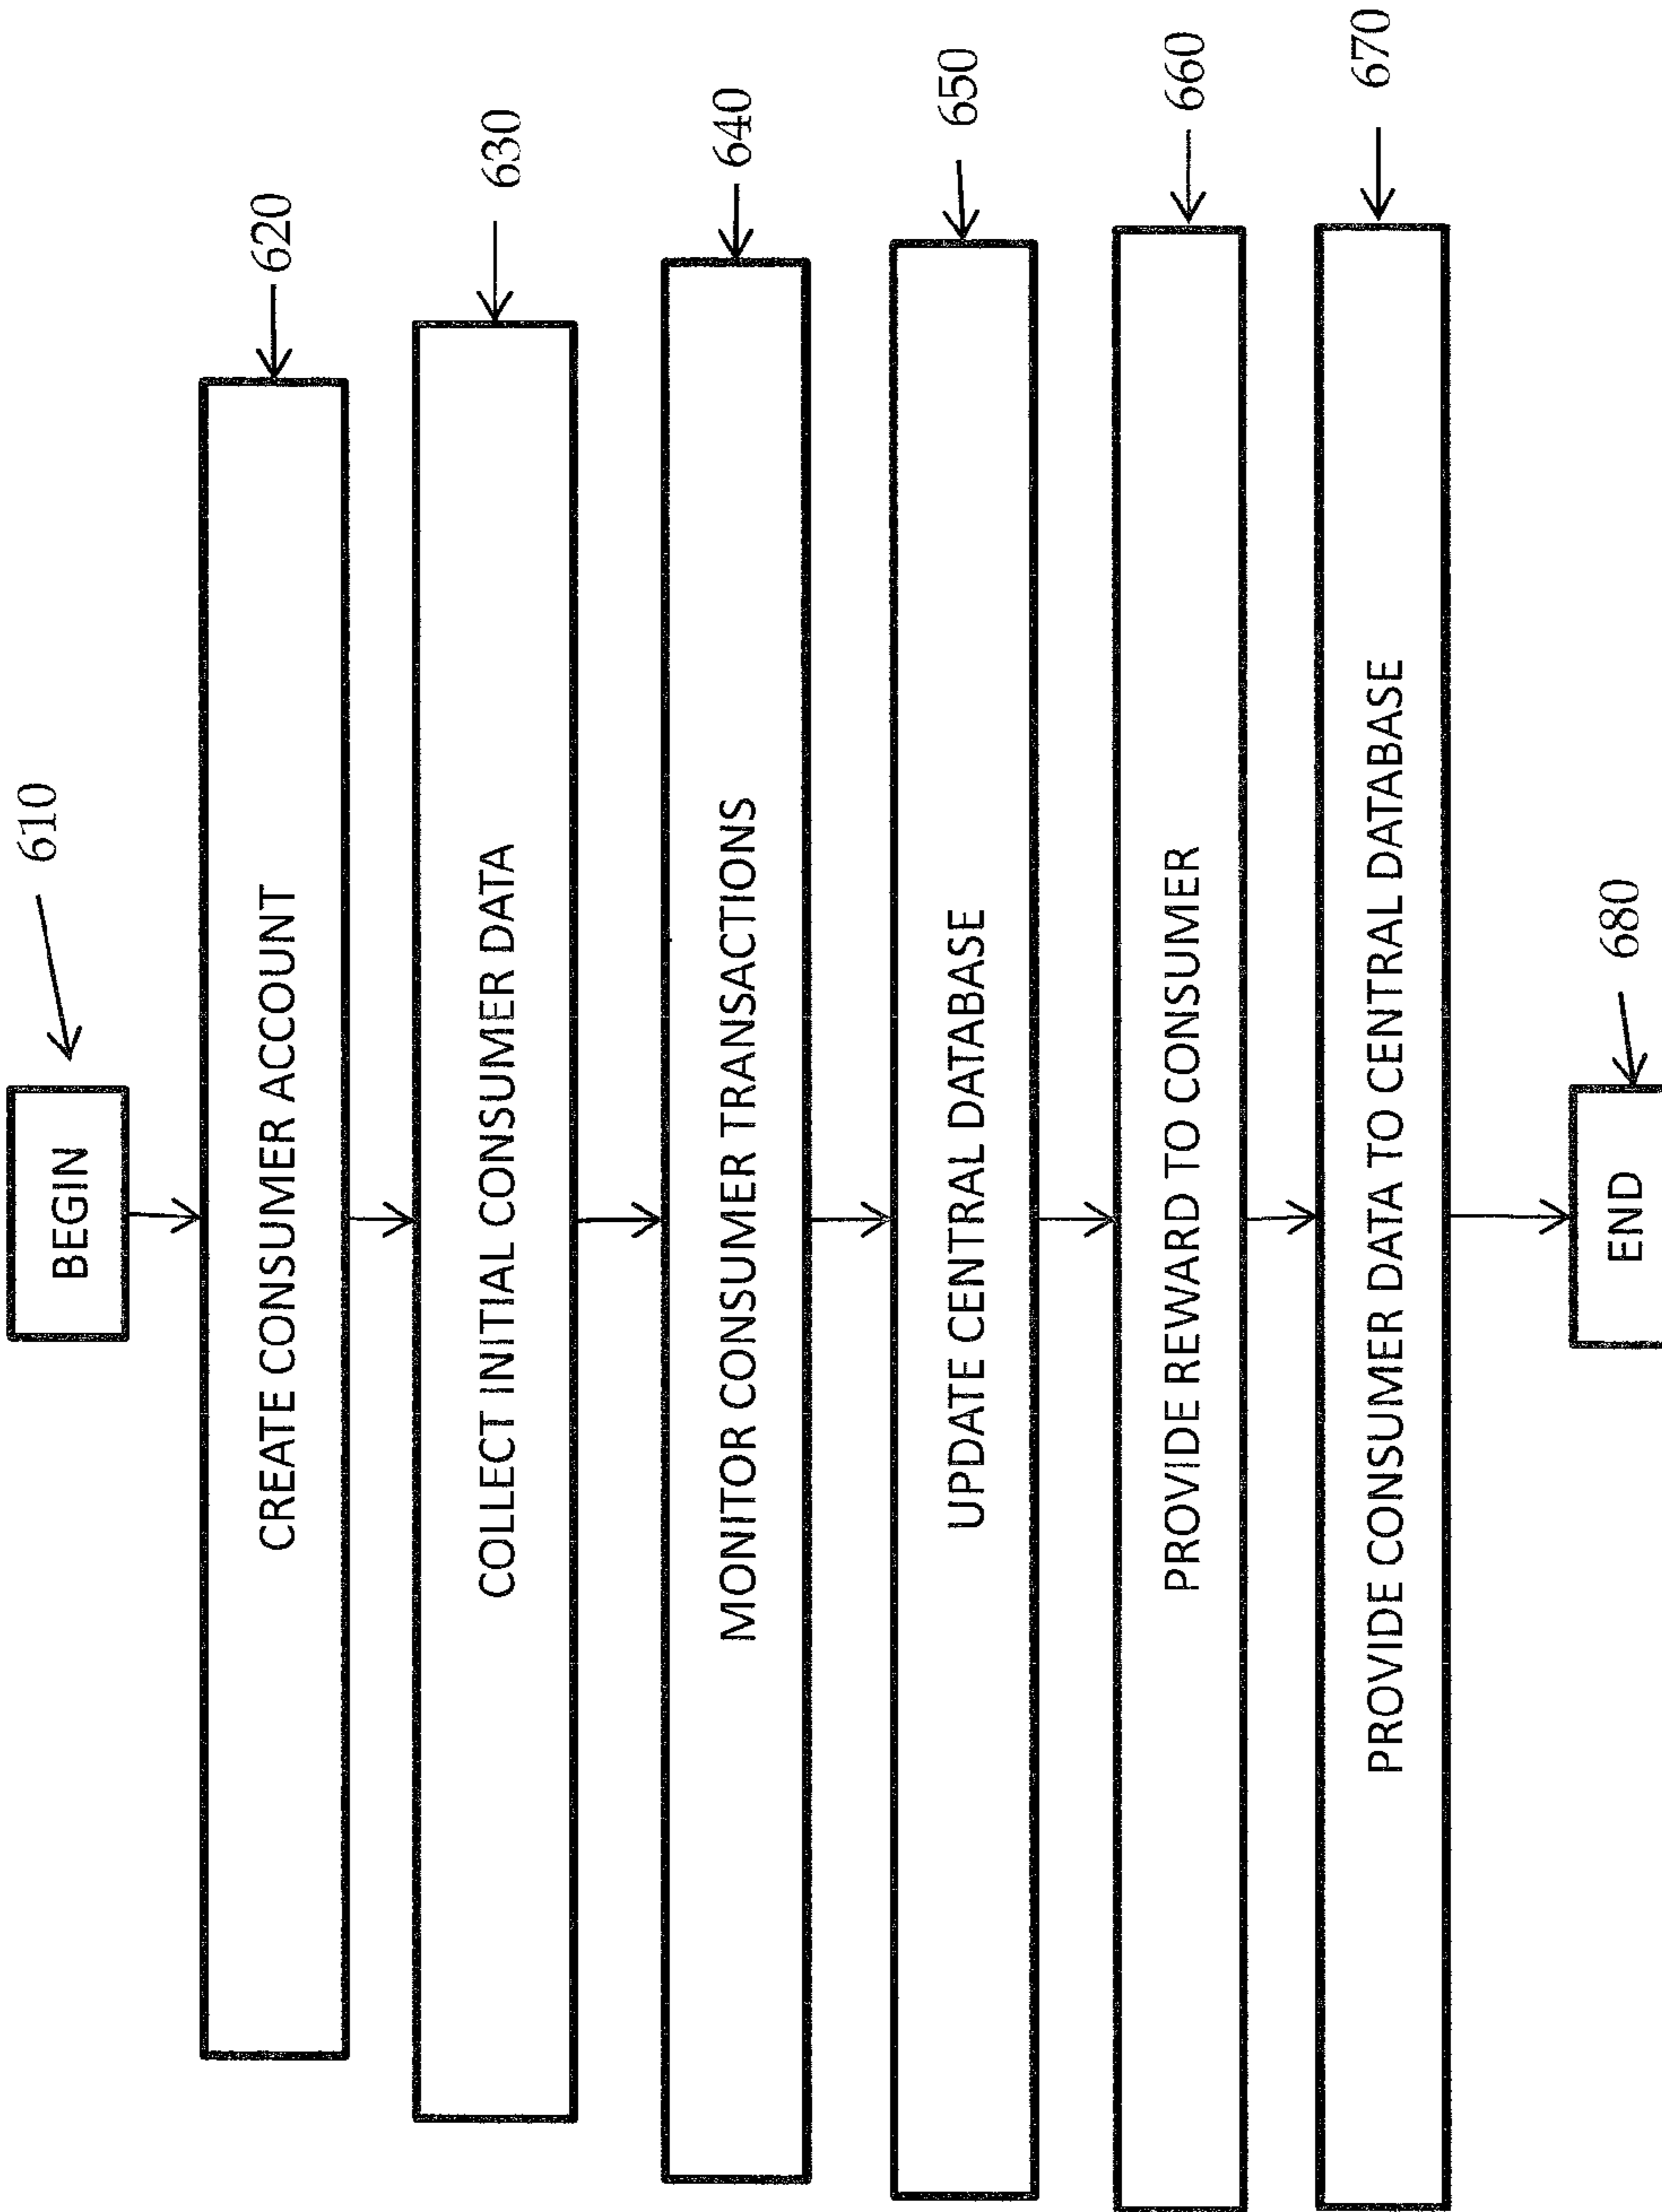 BEGIN
610
CREATE CONSUMER ACCOUNT
620
COLLECT INITIAL CONSUMER DATA
630
MONITOR CONSUMER TRANSACTIONS
640
UPDATE CENTRAL DATABASE
650
PROVIDE REWARD TO CONSUMER
660
PROVIDE CONSUMER DATA TO CENTRAL DATABASE
670
END
680